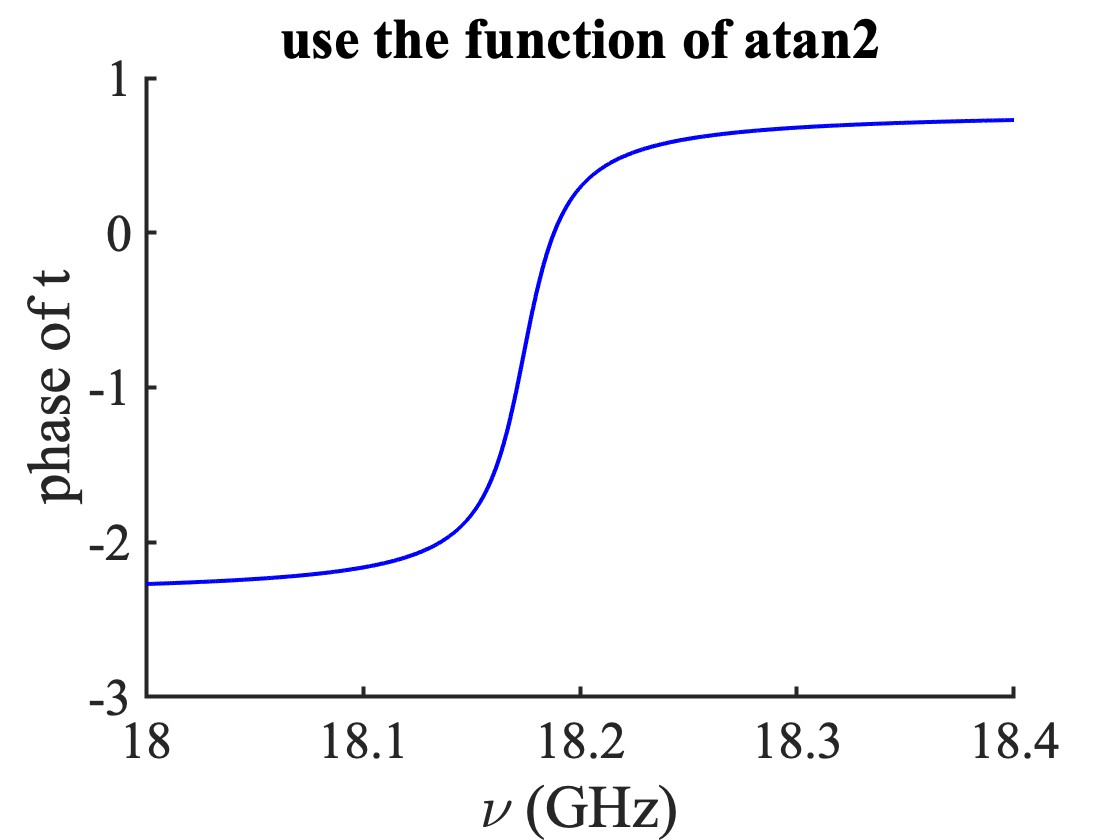 use the function of atan2
1
0
-1
-2
-3
phase of t
18 18.1 18.2 18.3 18.4
ν (GHz)